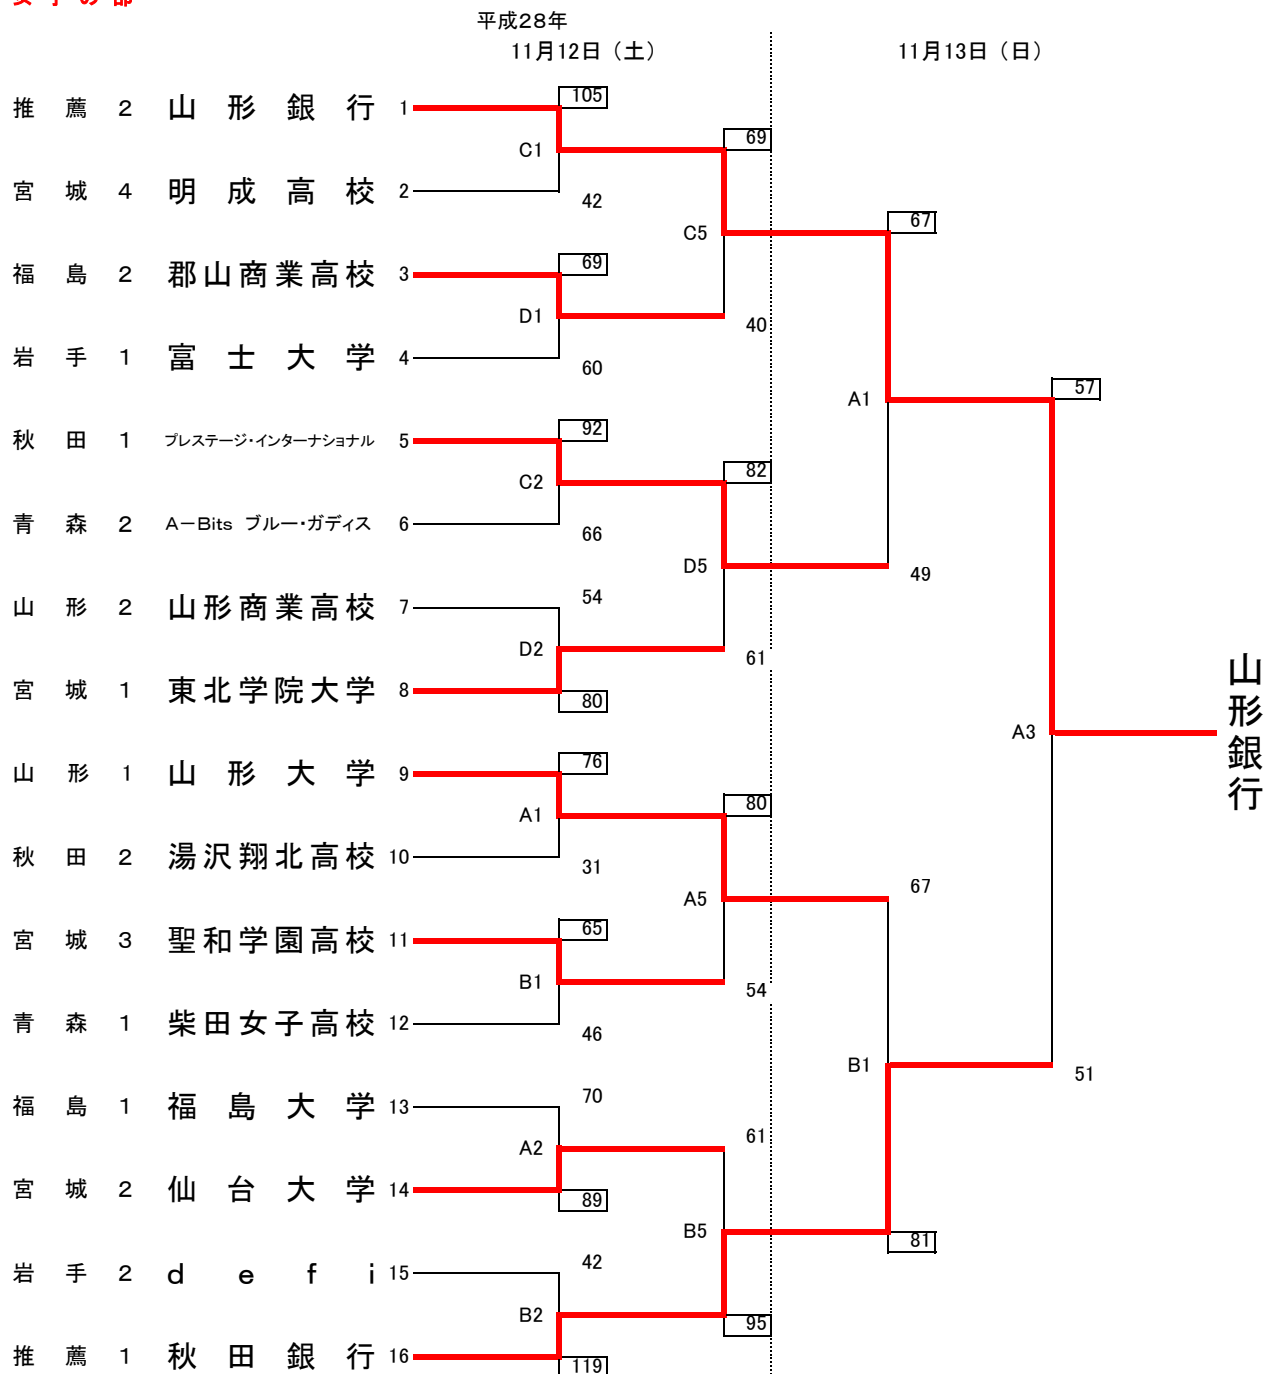 女子の部
平成28年
11月12日（土）
11月13日（日）
推薦2 山形銀行 1
105
C1
69
宮城4 明成高校 2
42
C5
67
福島2 郡山商業高校 3
69
D1
40
岩手1 富士大学 4
60
A1
57
秋田1 プレステージ・インターナショナル 5
92
C2
82
青森2 A－Bits ブルー・ガディス 6
66
D5
49
山形2 山形商業高校 7
54
D2
61
宮城1 東北学院大学 8
80
A3
山形銀行
山形1 山形大学 9
76
A1
80
秋田2 湯沢翔北高校 10
31
A5
67
宮城3 聖和学園高校 11
65
B1
54
青森1 柴田女子高校 12
46
B1
51
福島1 福島大学 13
70
A2
61
宮城2 仙台大学 14
89
B5
81
岩手2 defi 15
42
B2
95
推薦1 秋田銀行 16
119